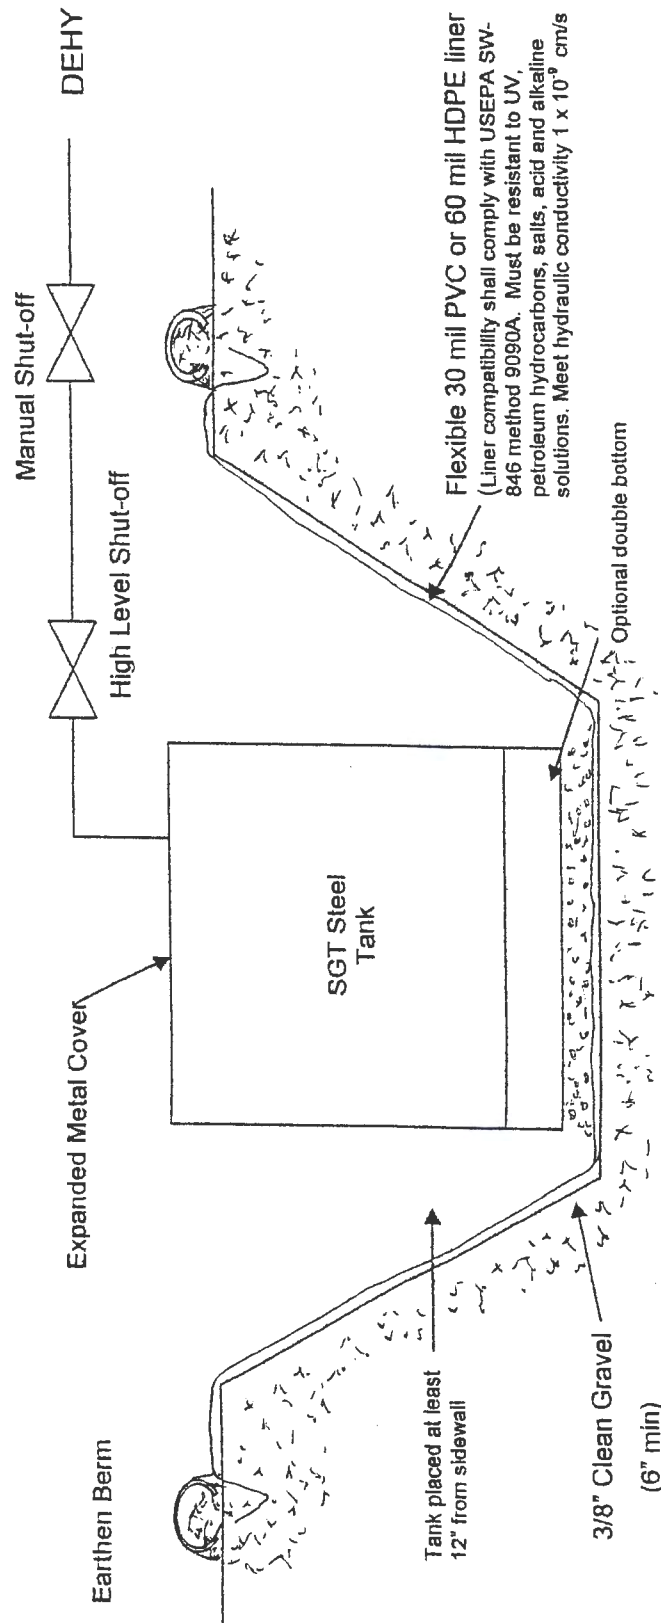 DEHY
Manual Shut-off
High Level Shut-off
Expanded Metal Cover
Earthen Berm
SGT Steel
Tank
Tank placed at least
12" from sidewall
3/8" Clean Gravel
(6" min)
Flexible 30 mil PVC or 60 mil HDPE liner
(Liner compatibility shall comply with USEPA SW-
846 method 9090A. Must be resistant to UV,
petroleum hydrocarbons, salts, acid and alkaline
solutions. Meet hydraulic conductivity 1 x 10⁻⁹ cm/s
Optional double bottom